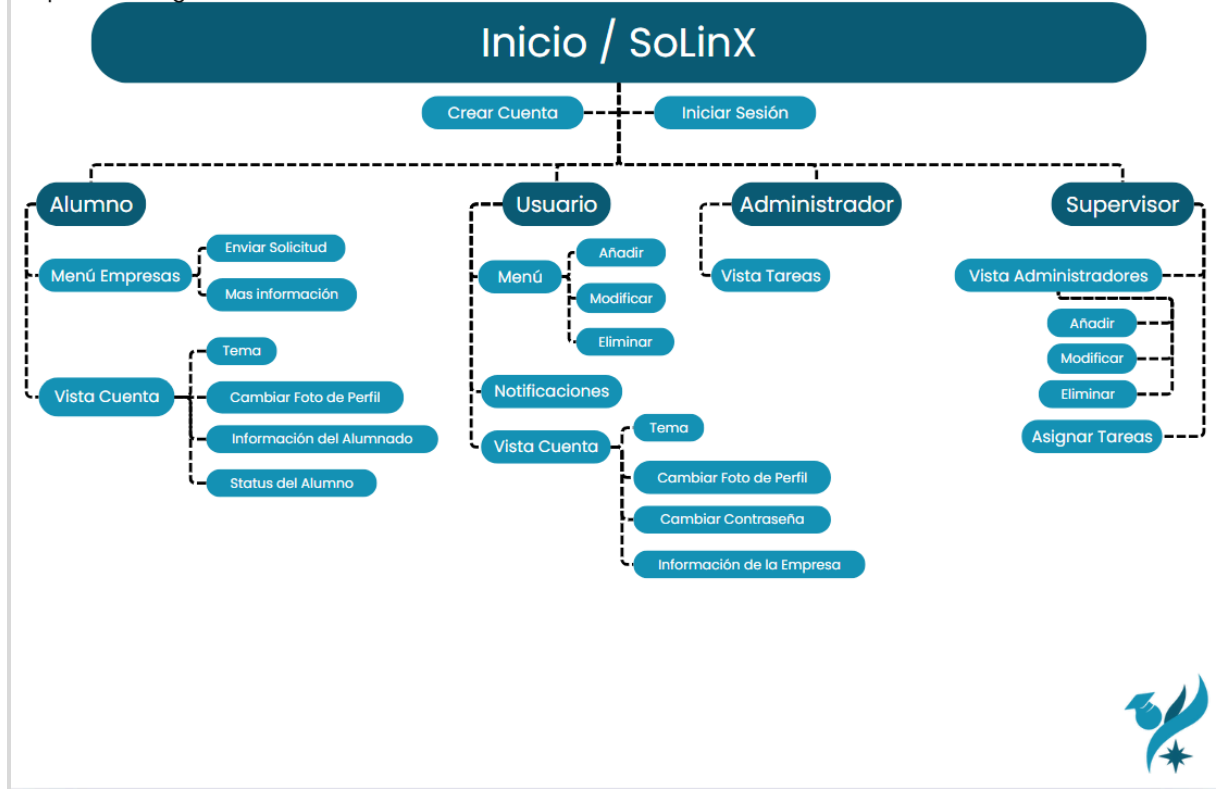 Inicio / SoLinX
Crear Cuenta
Iniciar Sesión
Alumno
Menú Empresas
Enviar Solicitud
Mas información
Vista Cuenta
Tema
Cambiar Foto de Perfil
Información del Alumnado
Status del Alumno
Usuario
Menú
Añadir
Modificar
Eliminar
Notificaciones
Vista Cuenta
Tema
Cambiar Foto de Perfil
Cambiar Contraseña
Información de la Empresa
Administrador
Vista Tareas
Supervisor
Vista Administradores
Añadir
Modificar
Eliminar
Asignar Tareas